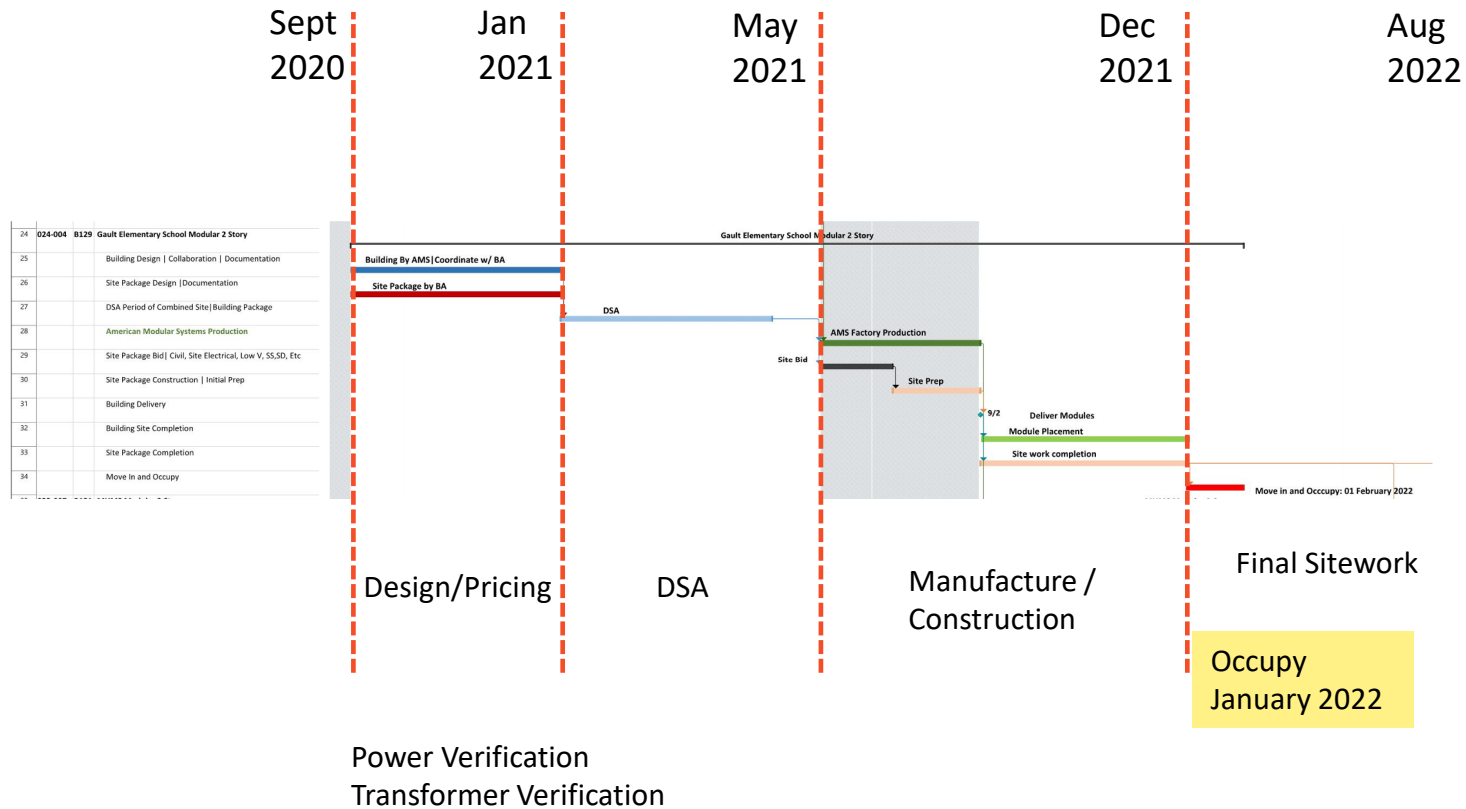 Sept
2020
Jan
2021
May
2021
Dec
2021
Aug
2022
24 024-004 B129 Gault Elementary School Modular 2 Story
Gault Elementary School Modular 2 Story
25 Building Design | Collaboration | Documentation
Building By AMS|Coordinate w/ BA
26 Site Package Design |Documentation
Site Package by BA
27 DSA Period of Combined Site|Building Package
DSA
28 American Modular Systems Production
AMS Factory Production
29 Site Package Bid| Civil, Site Electrical, Low V, SS,SD, Etc
Site Bid
30 Site Package Construction | Initial Prep
Site Prep
31 Building Delivery
9/2 Deliver Modules
32 Building Site Completion
Module Placement
33 Site Package Completion
Site work completion
34 Move In and Occupy
Move in and Occcupy: 01 February 2022
Design/Pricing
DSA
Manufacture /
Construction
Final Sitework
Occupy
January 2022
Power Verification
Transformer Verification